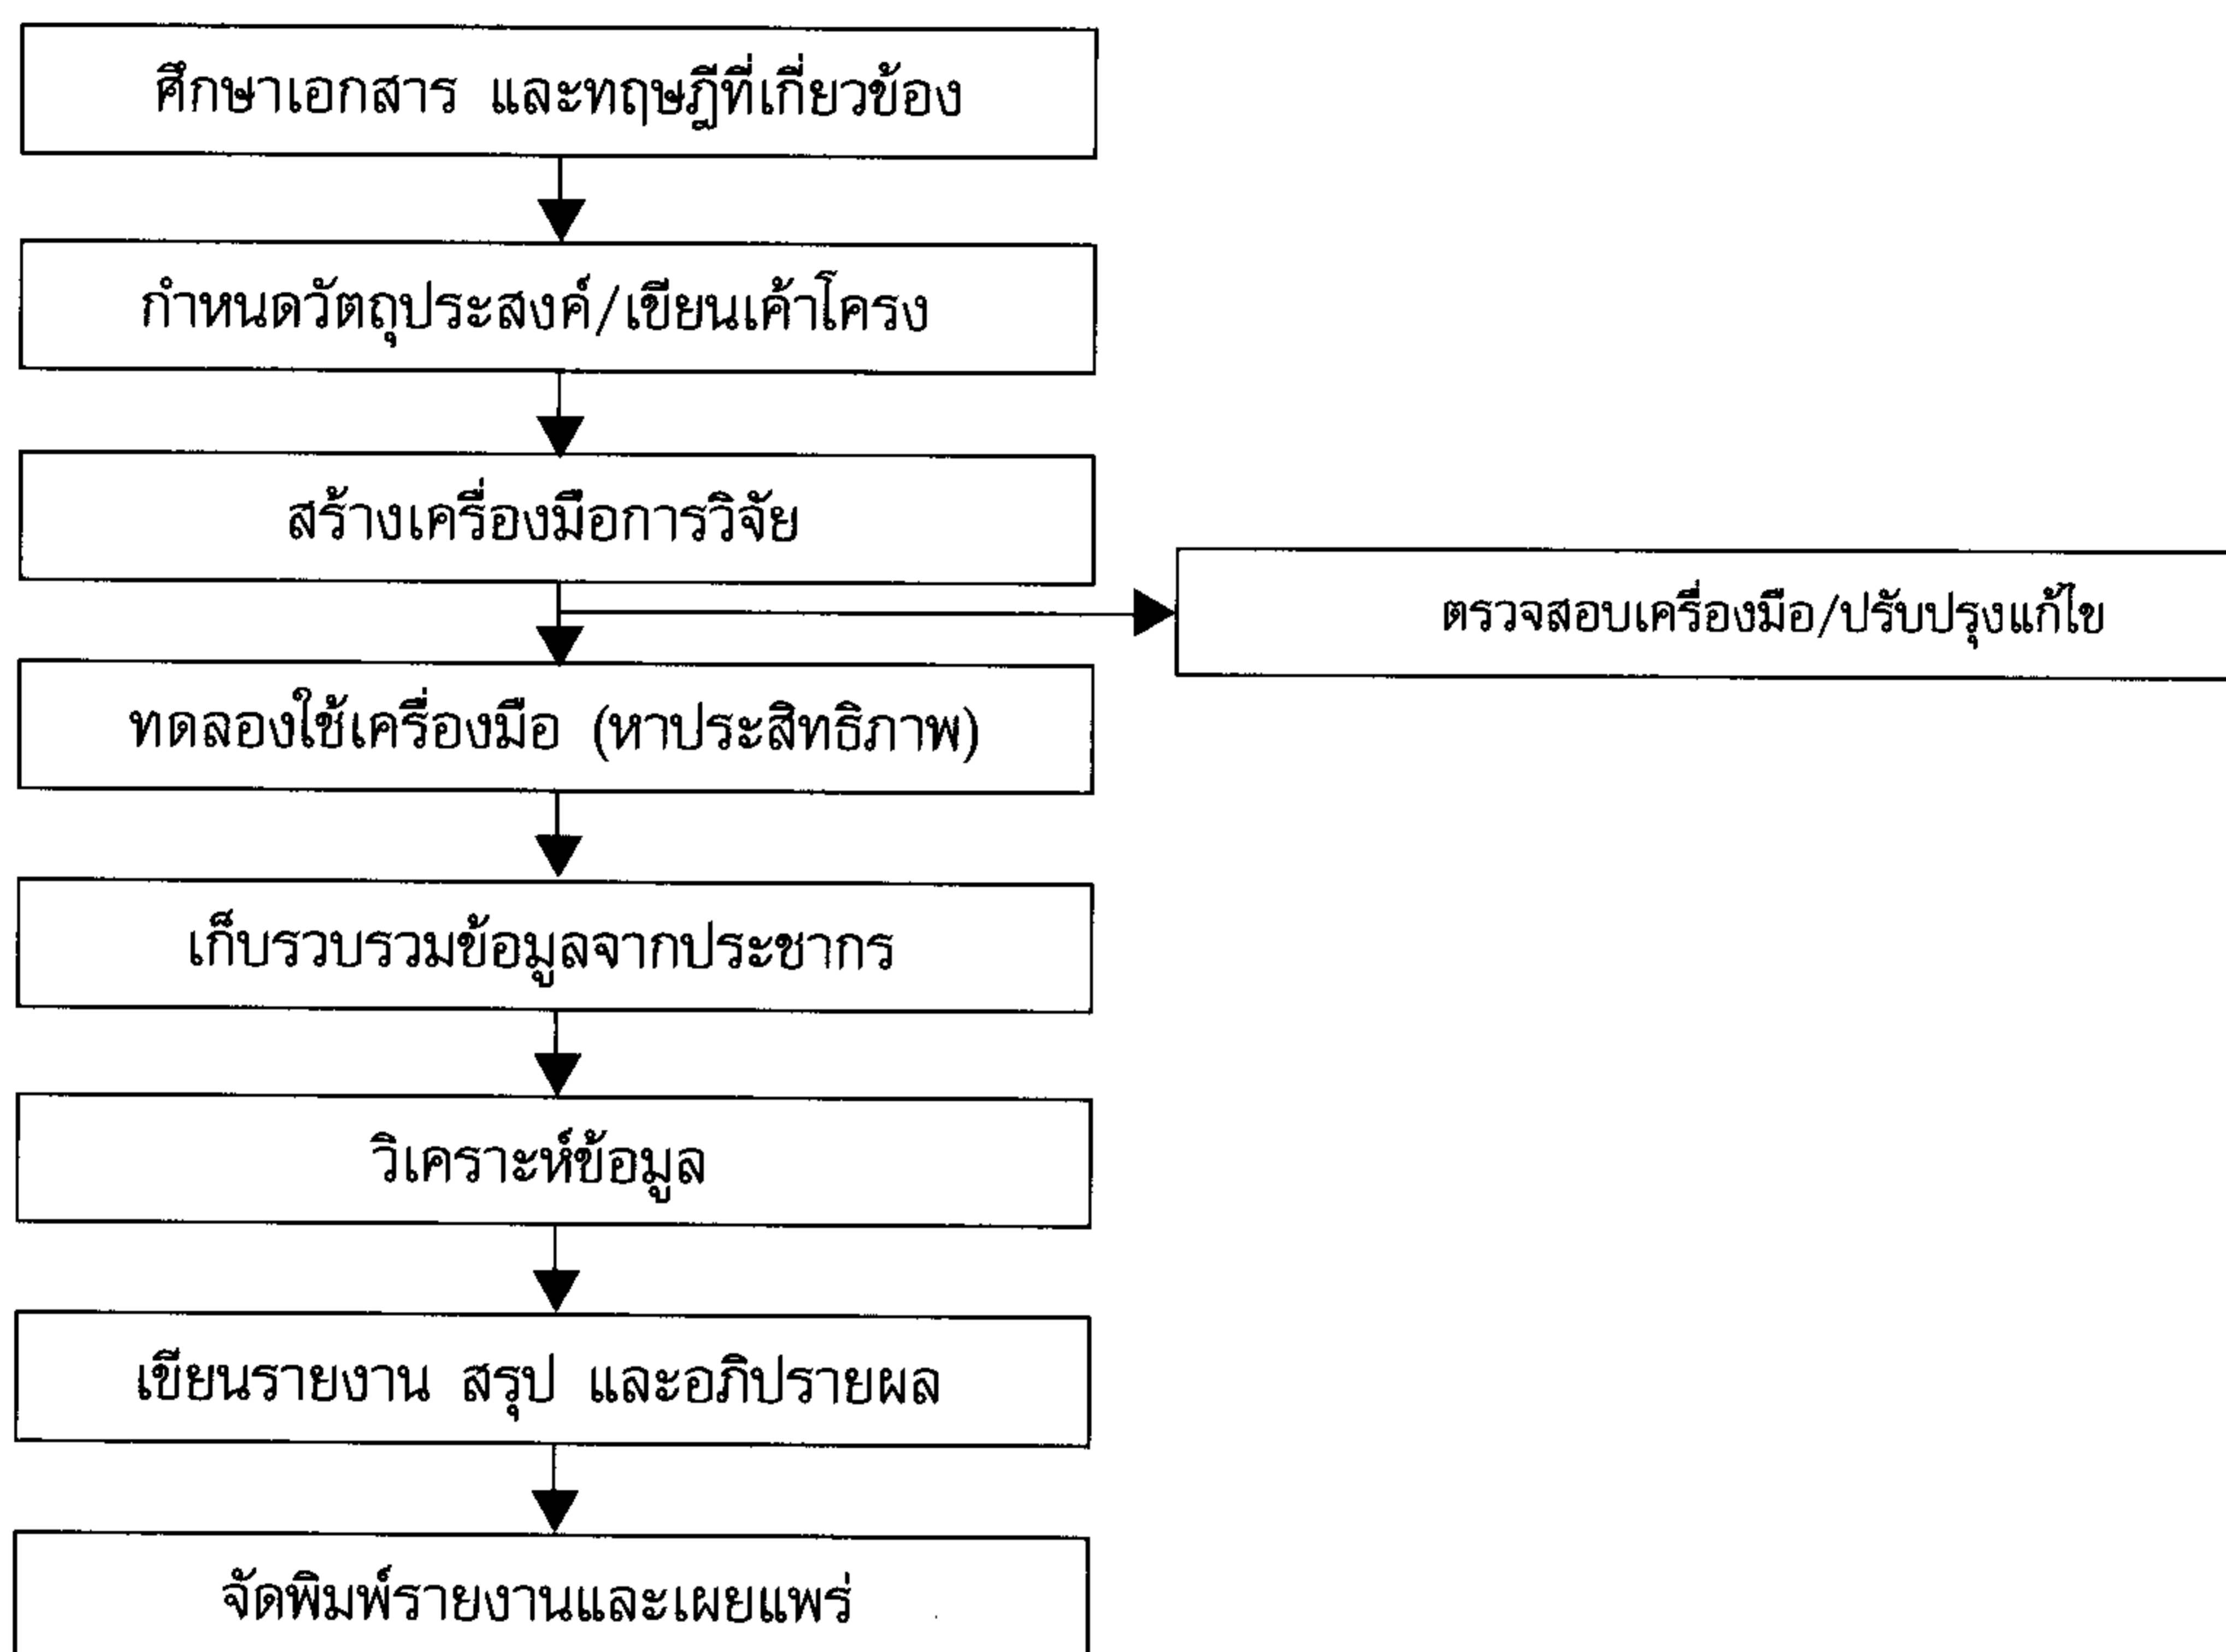 ศึกษาเอกสาร และทฤษฎีที่เกี่ยวข้อง
กำหนดวัตถุประสงค์/เขียนเค้าโครง
สร้างเครื่องมือการวิจัย
ตรวจสอบเครื่องมือ/ปรับปรุงแก้ไข
ทดลองใช้เครื่องมือ (หาประสิทธิภาพ)
เก็บรวบรวมข้อมูลจากประชากร
วิเคราะห์ข้อมูล
เขียนรายงาน สรุป และอภิปรายผล
จัดพิมพ์รายงานและเผยแพร่